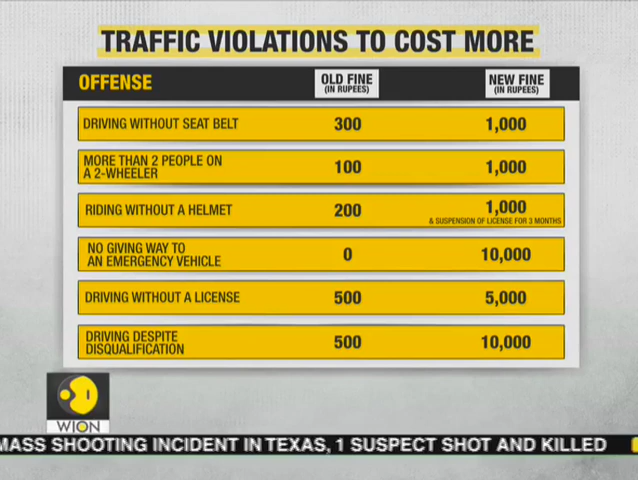 TRAFFIC VIOLATIONS TO COST MORE
OFFENSE
OLD FINE
(IN RUPEES)
NEW FINE
(IN RUPEES)
DRIVING WITHOUT SEAT BELT
300
1,000
MORE THAN 2 PEOPLE ON
A 2-WHEELER
100
1,000
RIDING WITHOUT A HELMET
200
1,000
& SUSPENSION OF LICENSE FOR 3 MONTHS
NO GIVING WAY TO
AN EMERGENCY VEHICLE
0
10,000
DRIVING WITHOUT A LICENSE
500
5,000
DRIVING DESPITE
DISQUALIFICATION
500
10,000
WION
MASS SHOOTING INCIDENT IN TEXAS, 1 SUSPECT SHOT AND KILLED